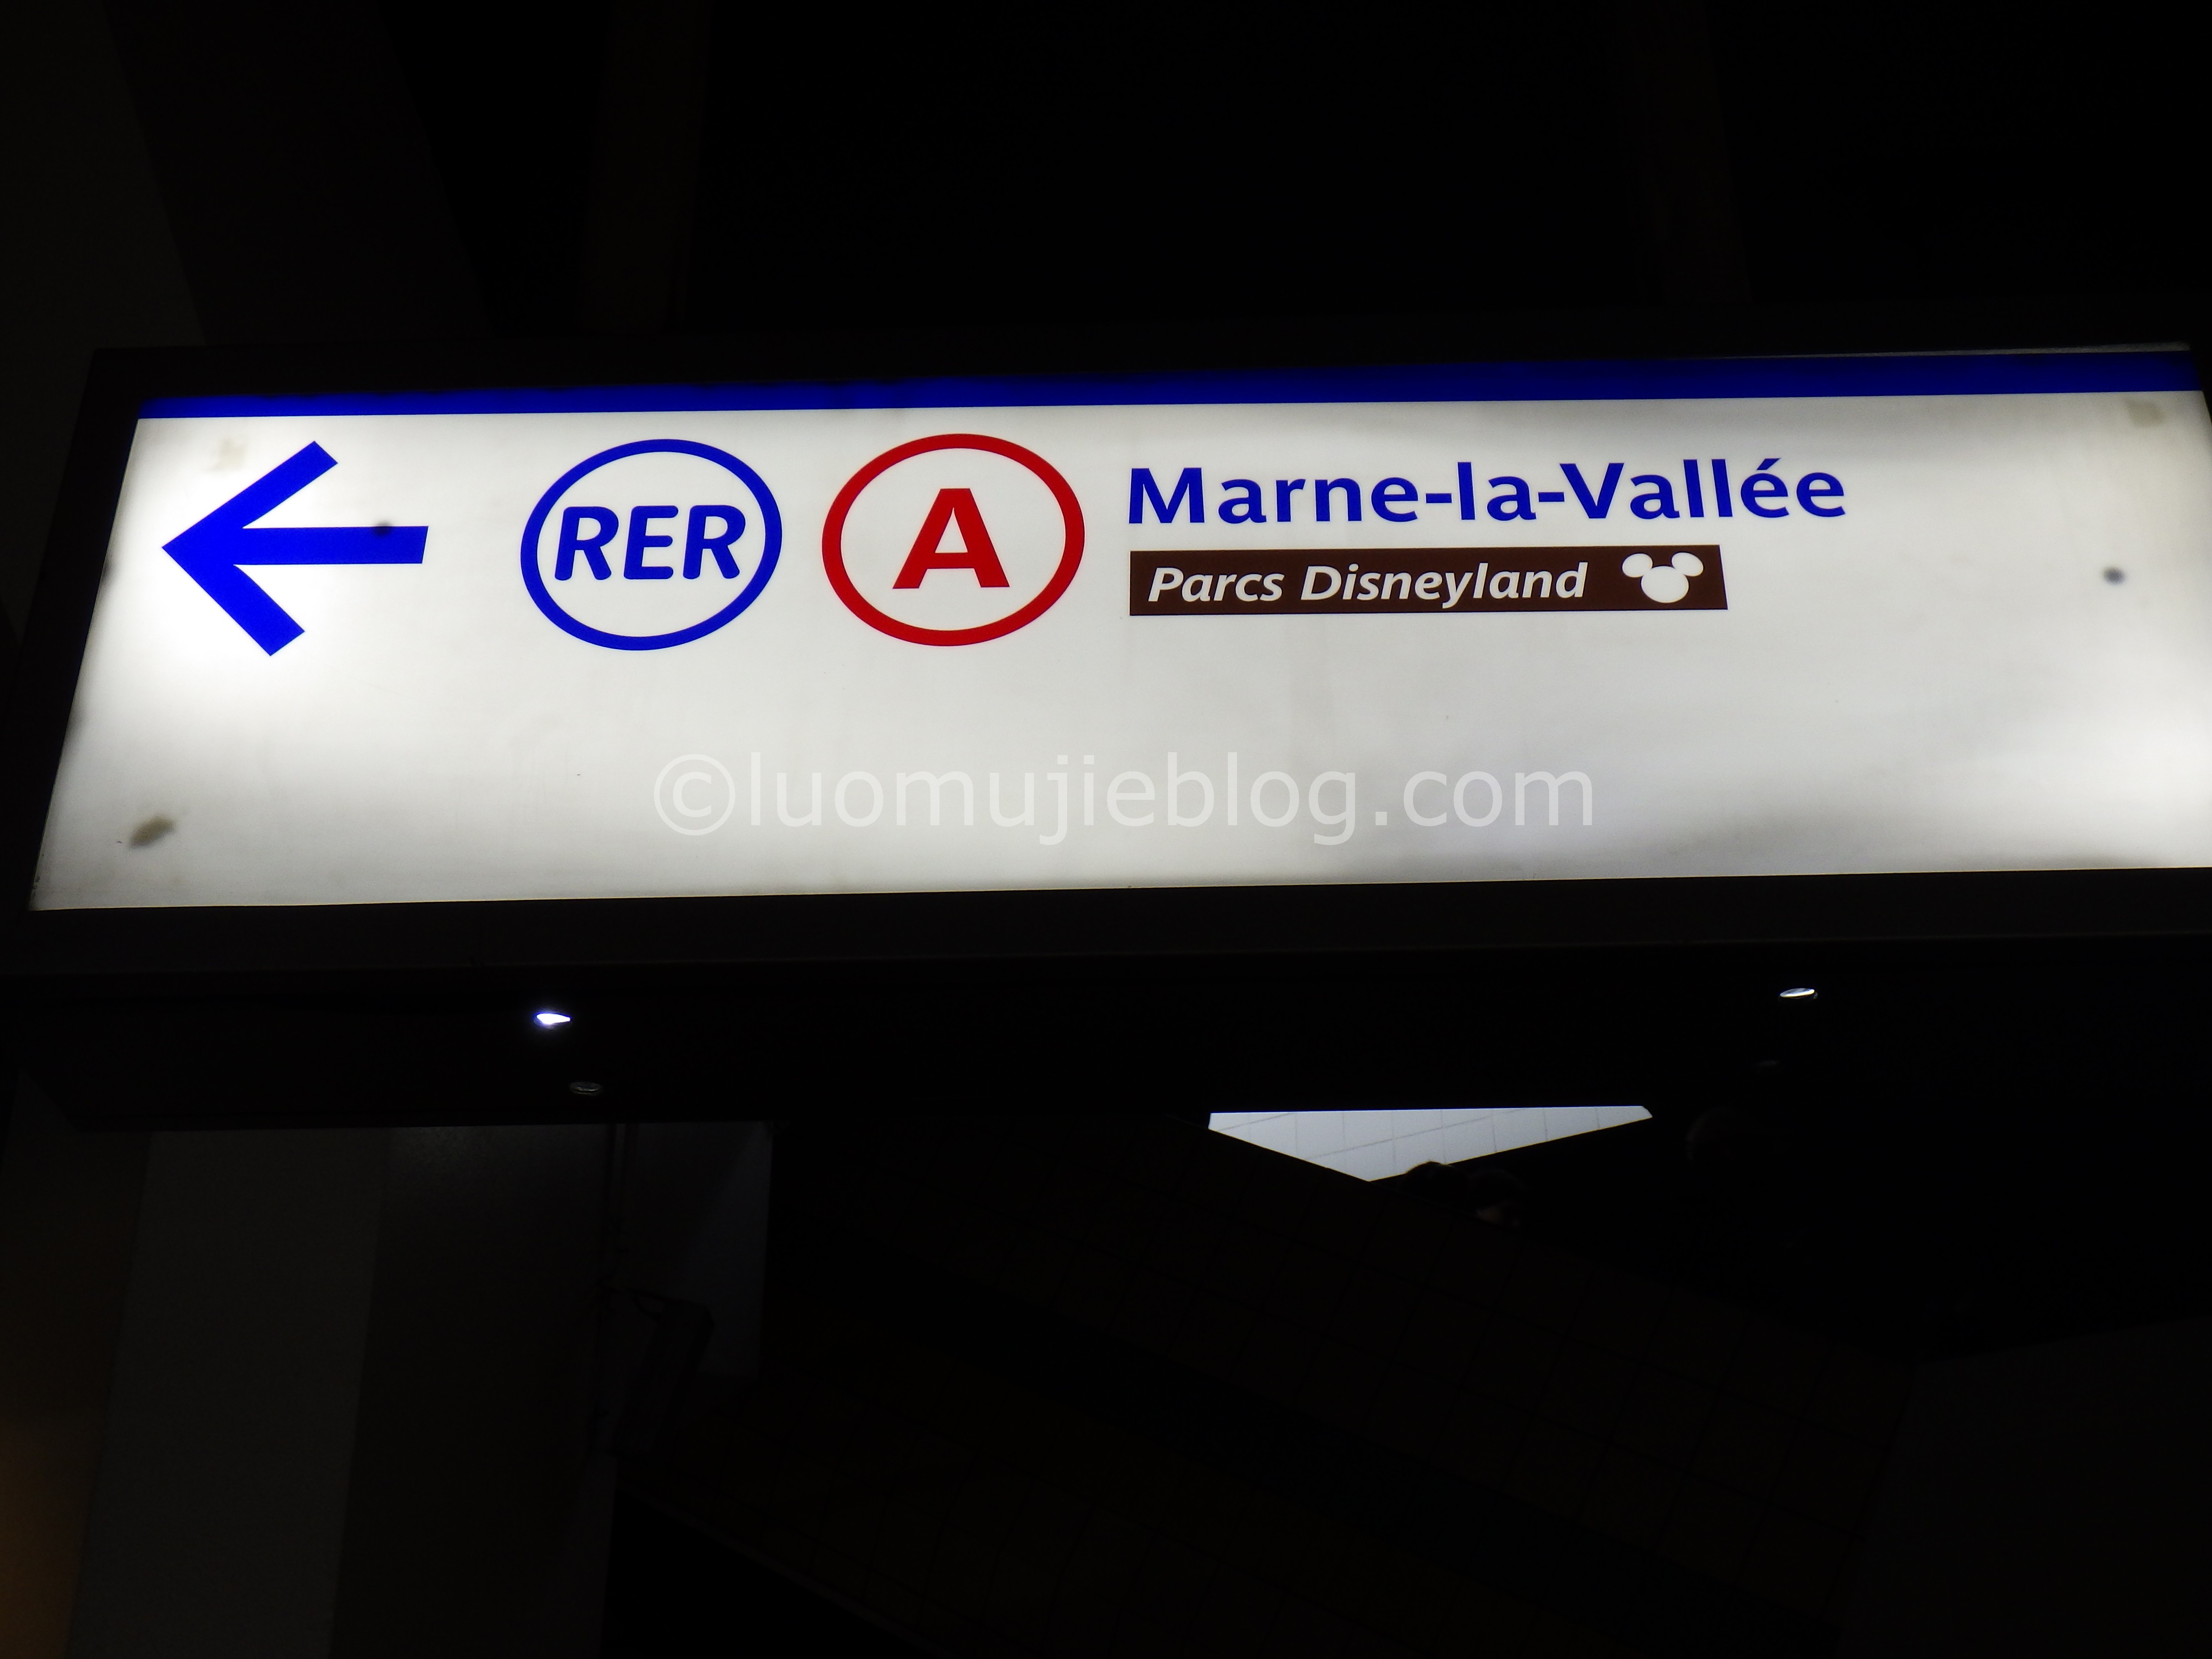 RER A Marne-la-Vallée
Parcs Disneyland
©luomujieblog.com